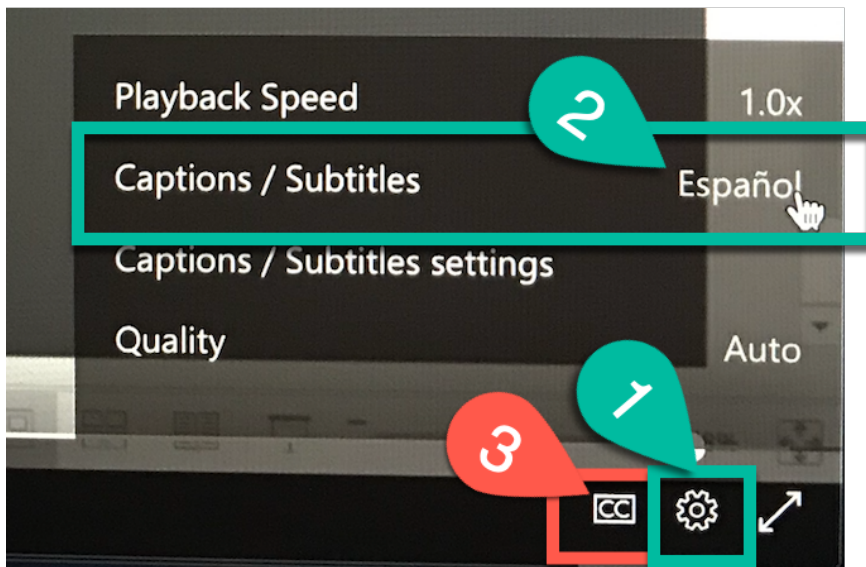 Playback Speed 1.0x
2
Captions / Subtitles Español
Captions / Subtitles settings
Quality Auto
1
3
CC